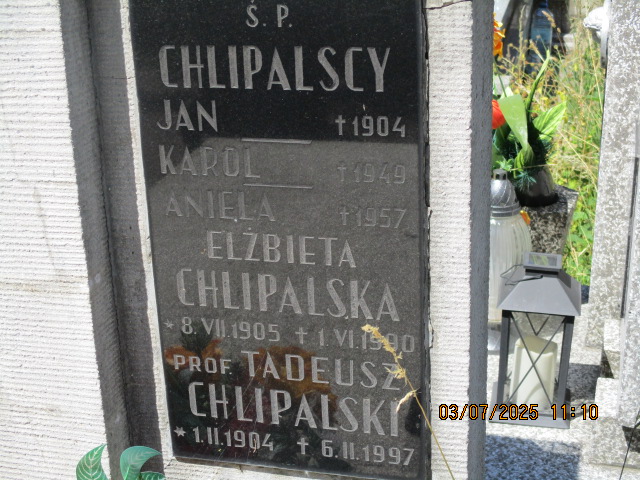 Ś. P.
CHLIPALSCY
JAN †1904
KAROL †1949
ANIELA †1957
ELŻBIETA
CHLIPALSKA
* 8.VII.1905 † 1.VI.1990
PROF. TADEUSZ
CHLIPALSKI
* 1.II.1904 † 6.II.1997
03/07/2025 11:10